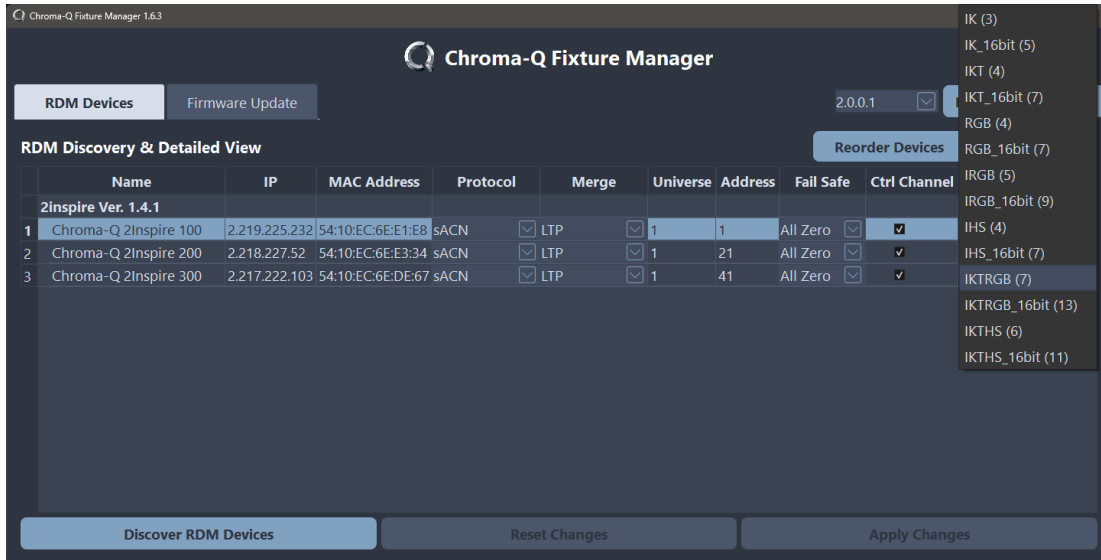 Chroma-Q Fixture Manager 1.6.3
Chroma-Q Fixture Manager
RDM Devices Firmware Update 2.0.0.1
RDM Discovery & Detailed View Reorder Devices
Name IP MAC Address Protocol Merge Universe Address Fail Safe Ctrl Channel
2inspire Ver. 1.4.1
1 Chroma-Q 2Inspire 100 2.219.225.232 54:10:EC:6E:E1:E8 sACN LTP 1 1 All Zero
2 Chroma-Q 2Inspire 200 2.218.227.52 54:10:EC:6E:E3:34 sACN LTP 1 21 All Zero
3 Chroma-Q 2Inspire 300 2.217.222.103 54:10:EC:6E:DE:67 sACN LTP 1 41 All Zero
IK (3)
IK_16bit (5)
IKT (4)
IKT_16bit (7)
RGB (4)
RGB_16bit (7)
IRGB (5)
IRGB_16bit (9)
IHS (4)
IHS_16bit (7)
IKTRGB (7)
IKTRGB_16bit (13)
IKTHS (6)
IKTHS_16bit (11)
Discover RDM Devices Reset Changes Apply Changes